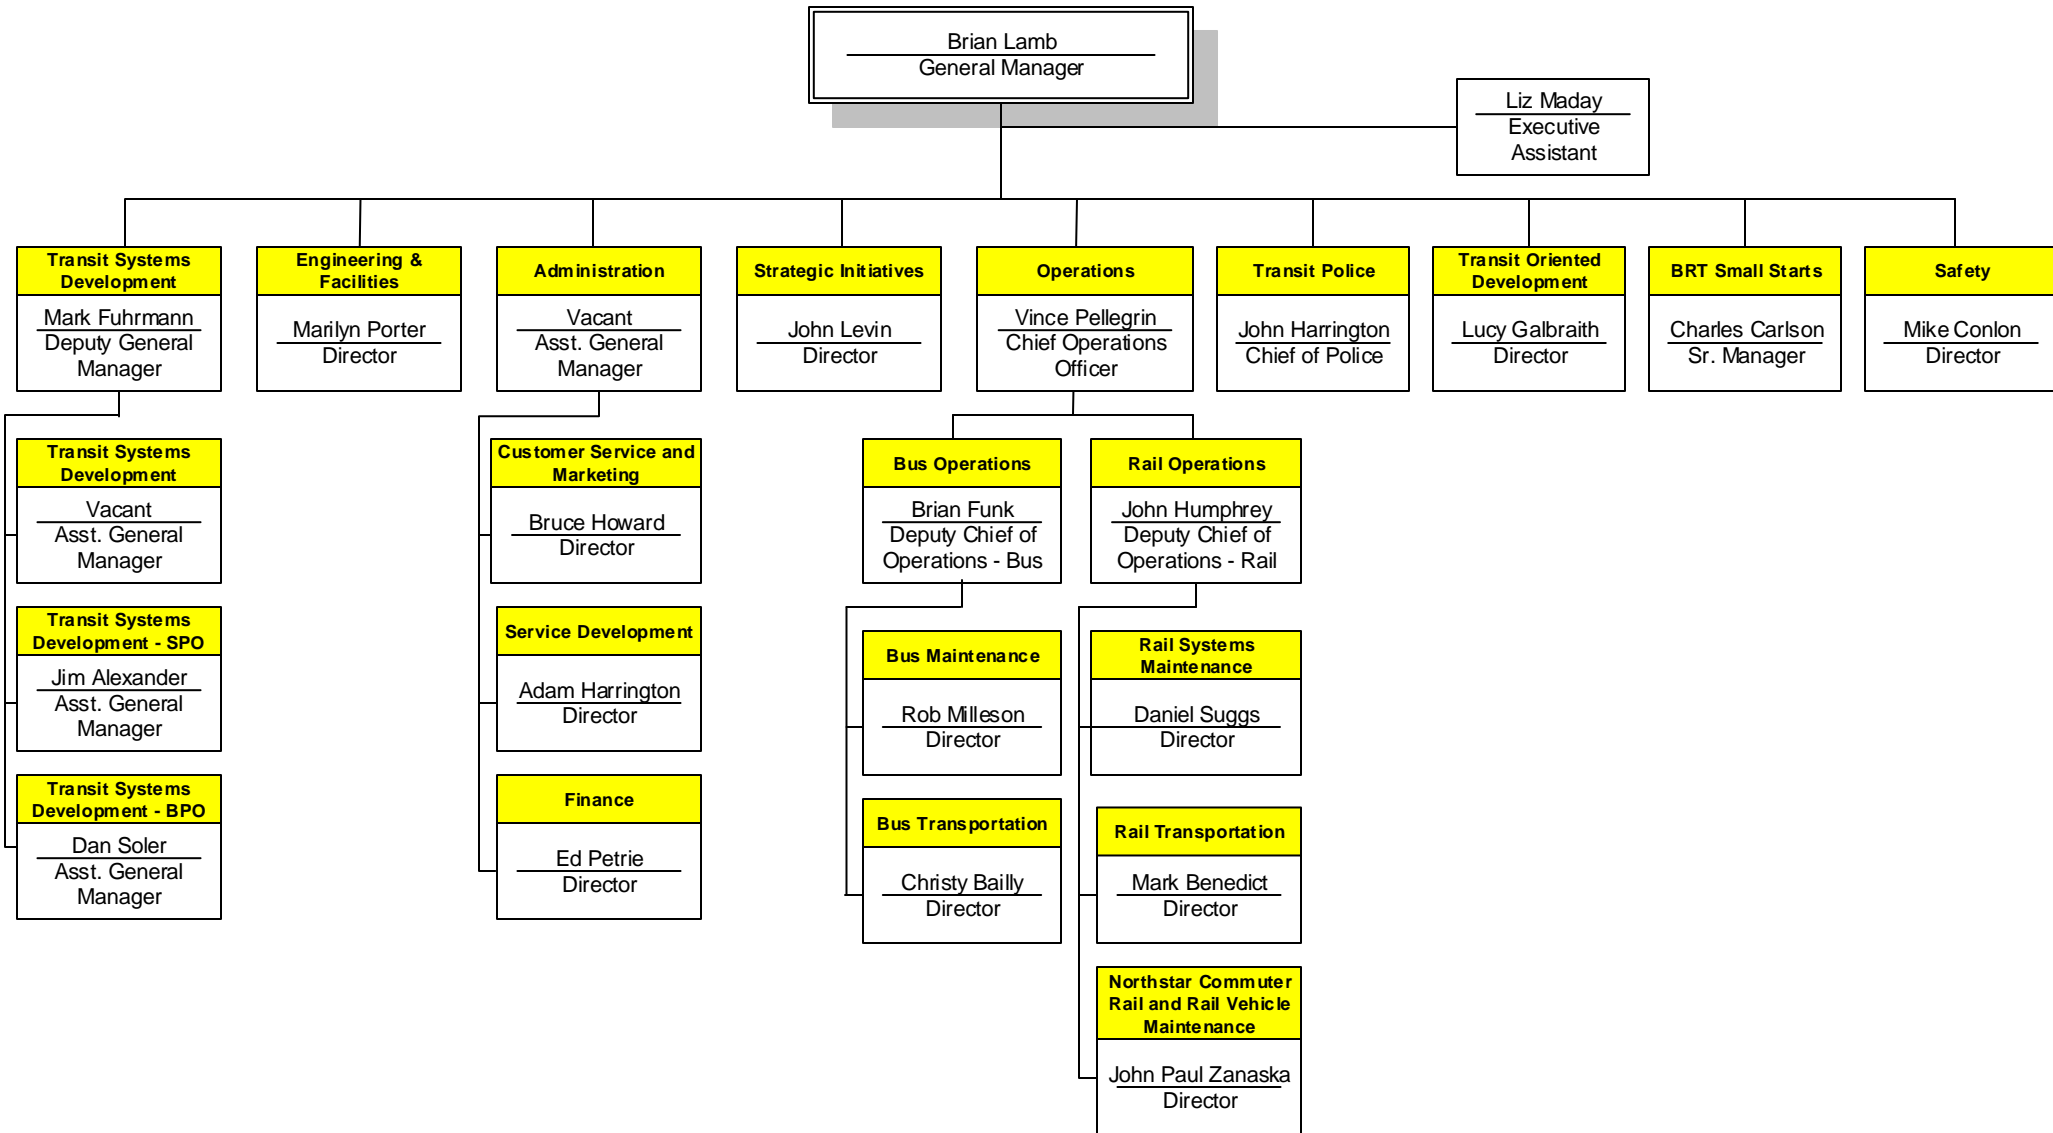 Brian Lamb
General Manager
Liz Maday
Executive
Assistant
Transit Systems
Development
Mark Fuhrmann
Deputy General
Manager
Engineering &
Facilities
Marilyn Porter
Director
Administration
Vacant
Asst. General
Manager
Strategic Initiatives
John Levin
Director
Operations
Vince Pellegrin
Chief Operations
Officer
Transit Police
John Harrington
Chief of Police
Transit Oriented
Development
Lucy Galbraith
Director
BRT Small Starts
Charles Carlson
Sr. Manager
Safety
Mike Conlon
Director
Transit Systems
Development
Vacant
Asst. General
Manager
Transit Systems
Development - SPO
Jim Alexander
Asst. General
Manager
Transit Systems
Development - BPO
Dan Soler
Asst. General
Manager
Customer Service and
Marketing
Bruce Howard
Director
Service Development
Adam Harrington
Director
Finance
Ed Petrie
Director
Bus Operations
Brian Funk
Deputy Chief of
Operations - Bus
Bus Maintenance
Rob Milleson
Director
Bus Transportation
Christy Bailly
Director
Rail Operations
John Humphrey
Deputy Chief of
Operations - Rail
Rail Systems
Maintenance
Daniel Suggs
Director
Rail Transportation
Mark Benedict
Director
Northstar Commuter
Rail and Rail Vehicle
Maintenance
John Paul Zanaska
Director